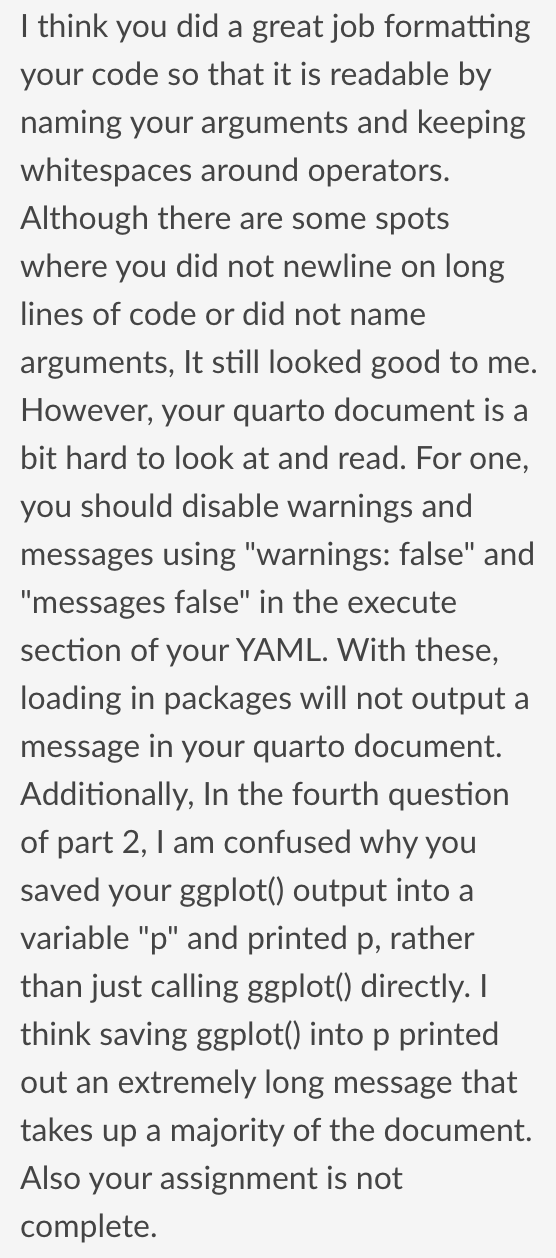 I think you did a great job formatting
your code so that it is readable by
naming your arguments and keeping
whitespaces around operators.
Although there are some spots
where you did not newline on long
lines of code or did not name
arguments, It still looked good to me.
However, your quarto document is a
bit hard to look at and read. For one,
you should disable warnings and
messages using "warnings: false" and
"messages false" in the execute
section of your YAML. With these,
loading in packages will not output a
message in your quarto document.
Additionally, In the fourth question
of part 2, I am confused why you
saved your ggplot() output into a
variable "p" and printed p, rather
than just calling ggplot() directly. I
think saving ggplot() into p printed
out an extremely long message that
takes up a majority of the document.
Also your assignment is not
complete.